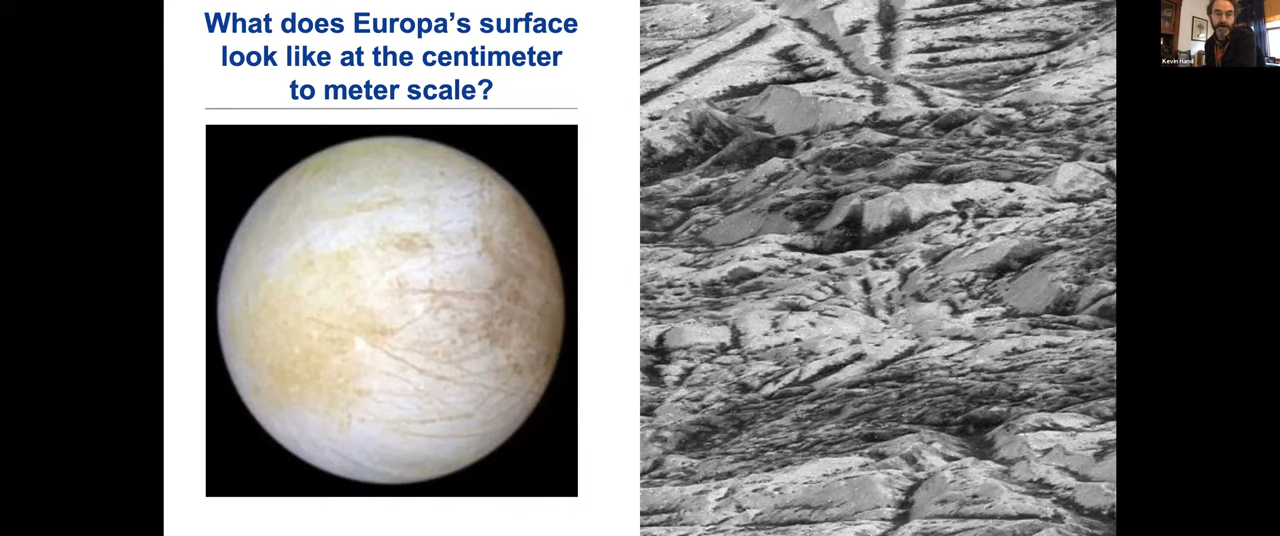 What does Europa’s surface
look like at the centimeter
to meter scale?
Kevin Hand